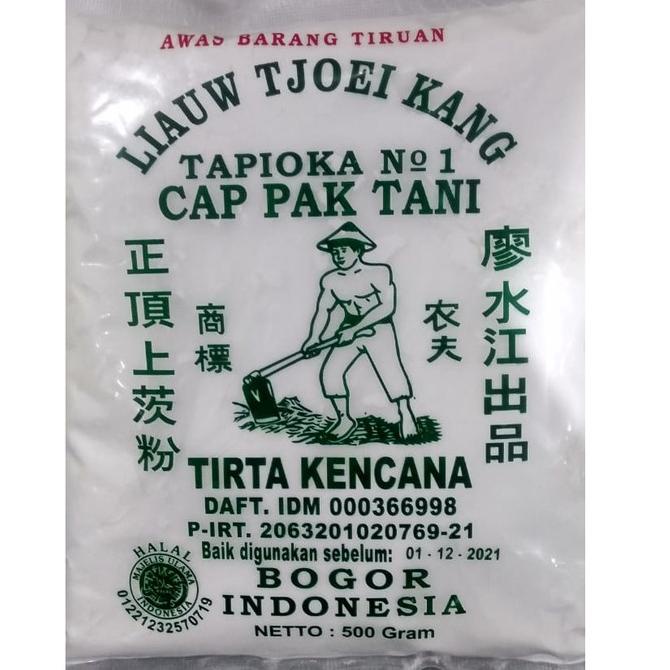 AWAS BARANG TIRUAN
LIAUW TJOEI KANG
TAPIOKA No 1
CAP PAK TANI
正頂上茨粉
商標
农夫
廖水江出品
TIRTA KENCANA
DAFT. IDM 000366998
P-IRT. 2063201020769-21
Baik digunakan sebelum: 01 - 12 - 2021
HALAL
MAJELIS ULAMA
INDONESIA
01221232570719
BOGOR
INDONESIA
NETTO : 500 Gram